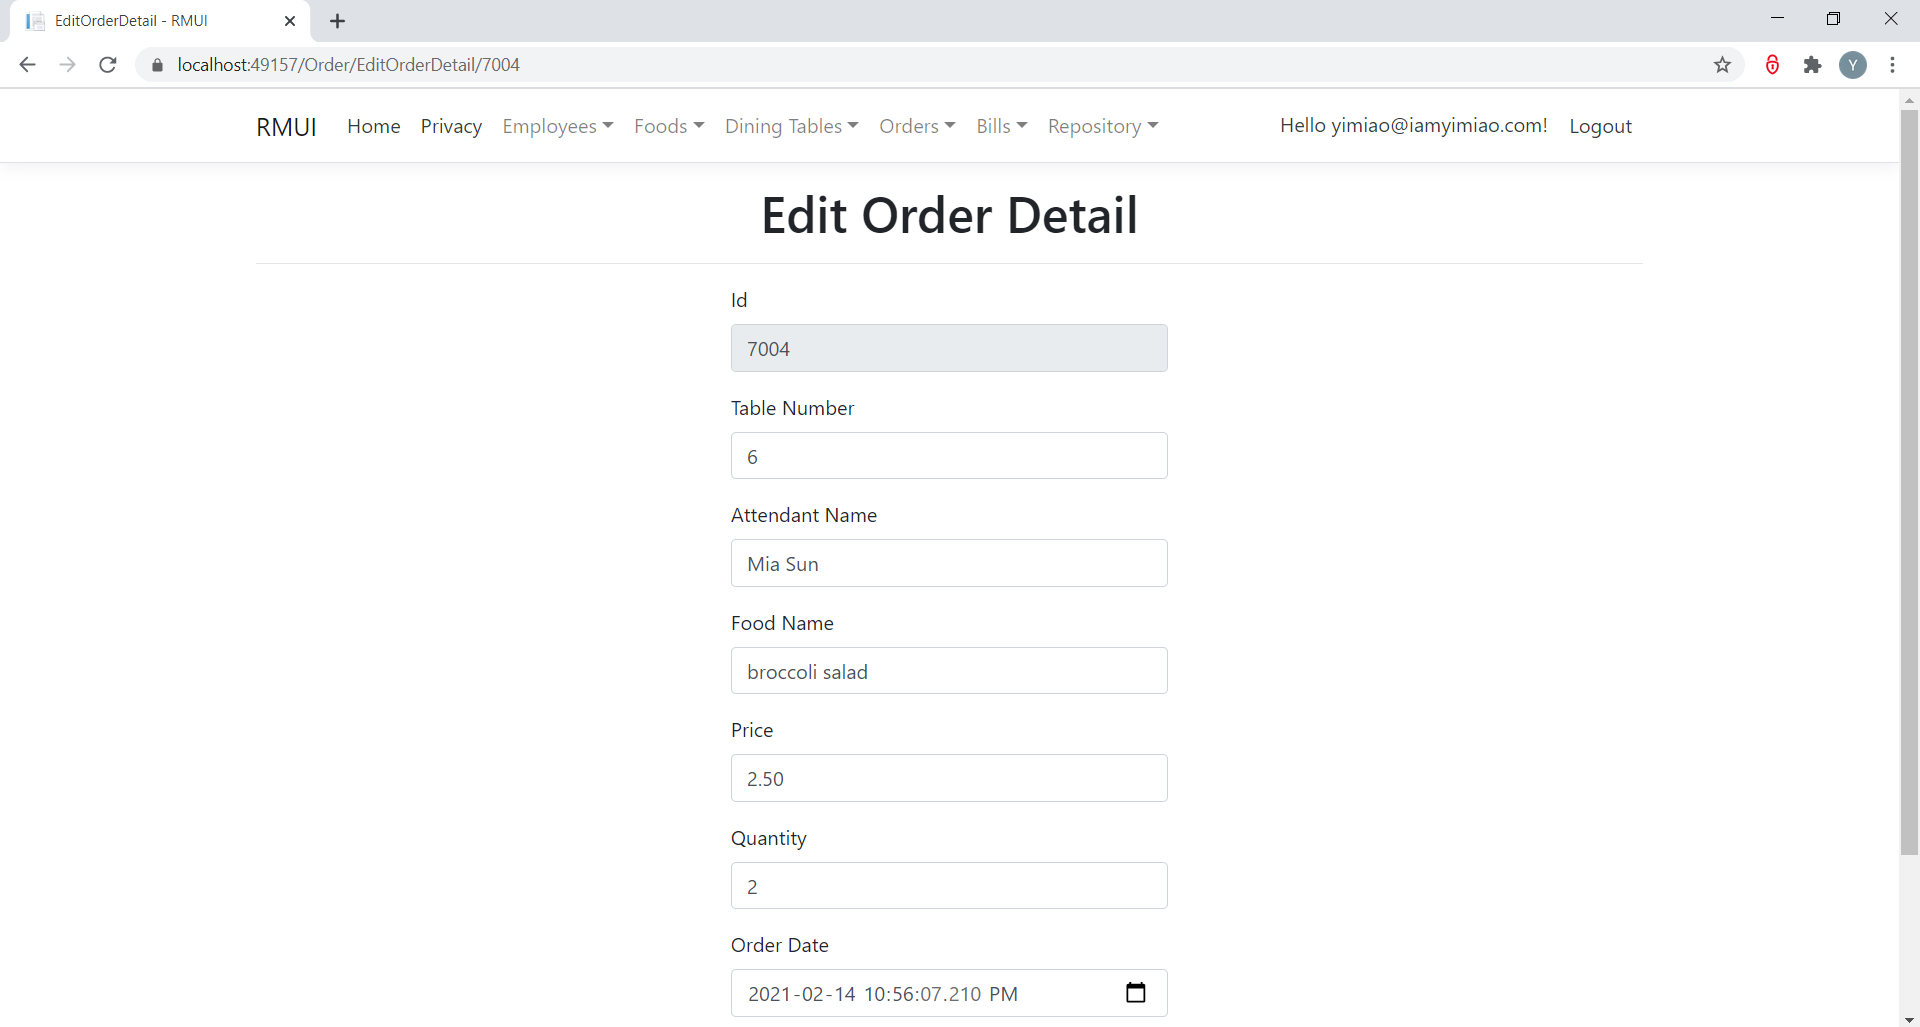 EditOrderDetail - RMUI
localhost:49157/Order/EditOrderDetail/7004
Y
RMUI Home Privacy Employees Foods Dining Tables Orders Bills Repository Hello yimiao@iamyimiao.com! Logout
Edit Order Detail
Id
7004
Table Number
6
Attendant Name
Mia Sun
Food Name
broccoli salad
Price
2.50
Quantity
2
Order Date
2021-02-14 10:56:07.210 PM